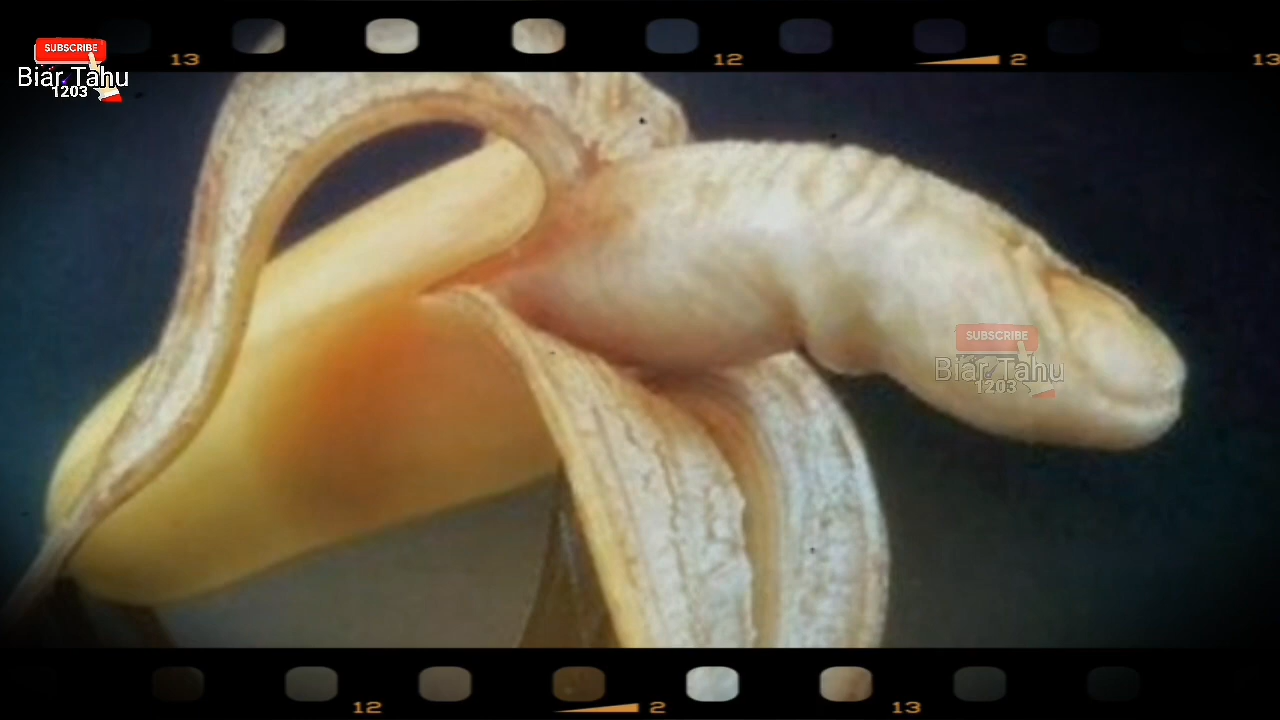 13 12 2 13
SUBSCRIBE
Biar Tahu
1203
SUBSCRIBE
Biar Tahu
1203
12 2 13